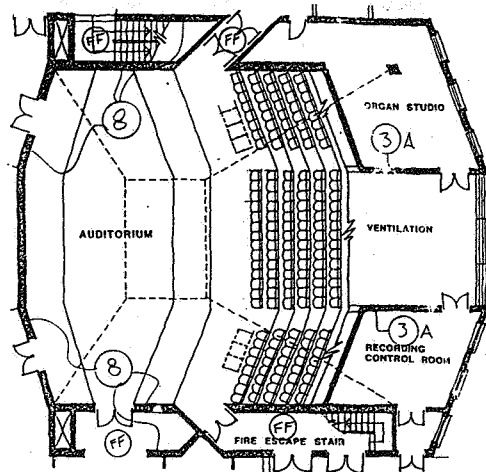 FF
FF
8
ORGAN STUDIO
3 A
AUDITORIUM
VENTILATION
3 A
RECORDING
CONTROL ROOM
8
FF
FF
FIRE ESCAPE STAIR